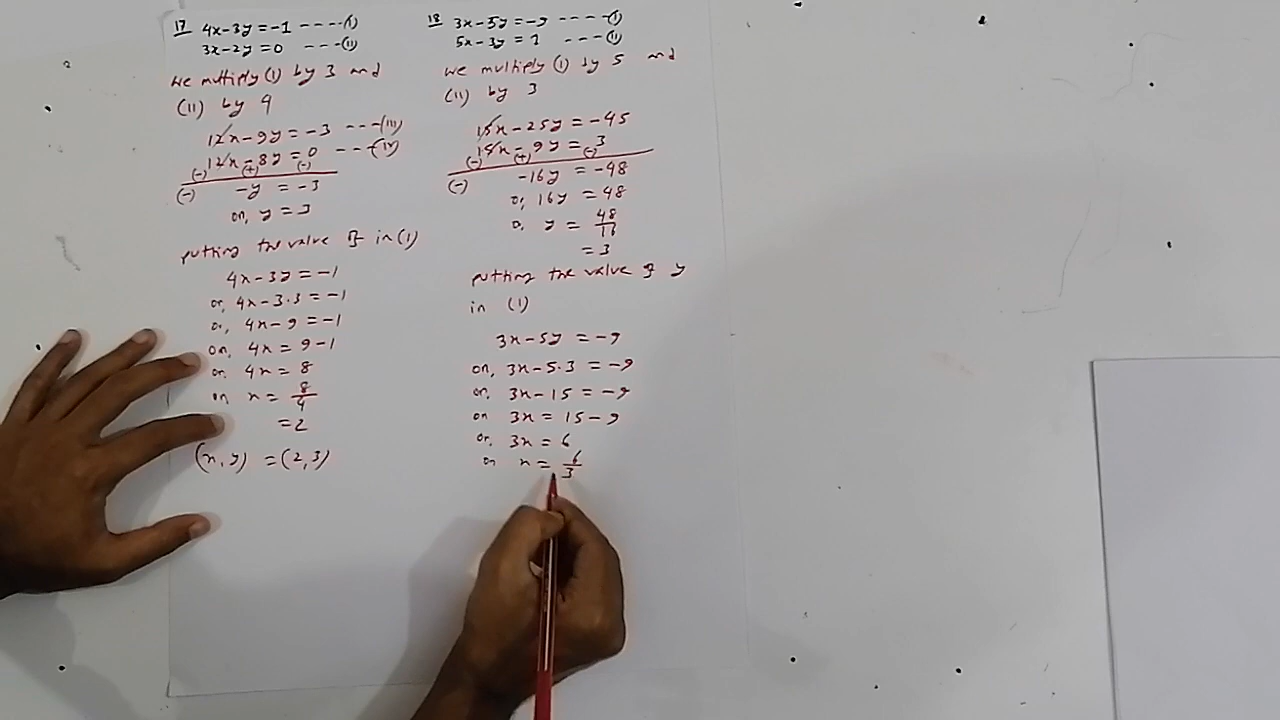 17 4x-3y=-1 ----(i)
3x-2y=0 ---(ii)
We multiply (i) by 3 and
(ii) by 4
12x-9y=-3 ---(iii)
12x-8y=0 ---(iv)
(-) (+) (-)
(-) -y = -3
or, y = 3
putting the value of in (1)
4x-3y=-1
or, 4x-3.3=-1
or, 4x-9=-1
or, 4x=9-1
or, 4x=8
or x=8/4
=2
(x,y) =(2,3)
18 3x-5y=-9 ----(i)
5x-3y=1 ---(ii)
We multiply (i) by 5 and
(ii) by 3
15x-25y=-45
15x-9y=3
(-) (+) (-)
(-) -16y = -48
or, 16y = 48
or y = 48/16
=3
putting the value of y
in (1)
3x-5y=-9
or, 3x-5.3=-9
or, 3x-15=-9
or 3x=15-9
or, 3x=6
or x=6/3